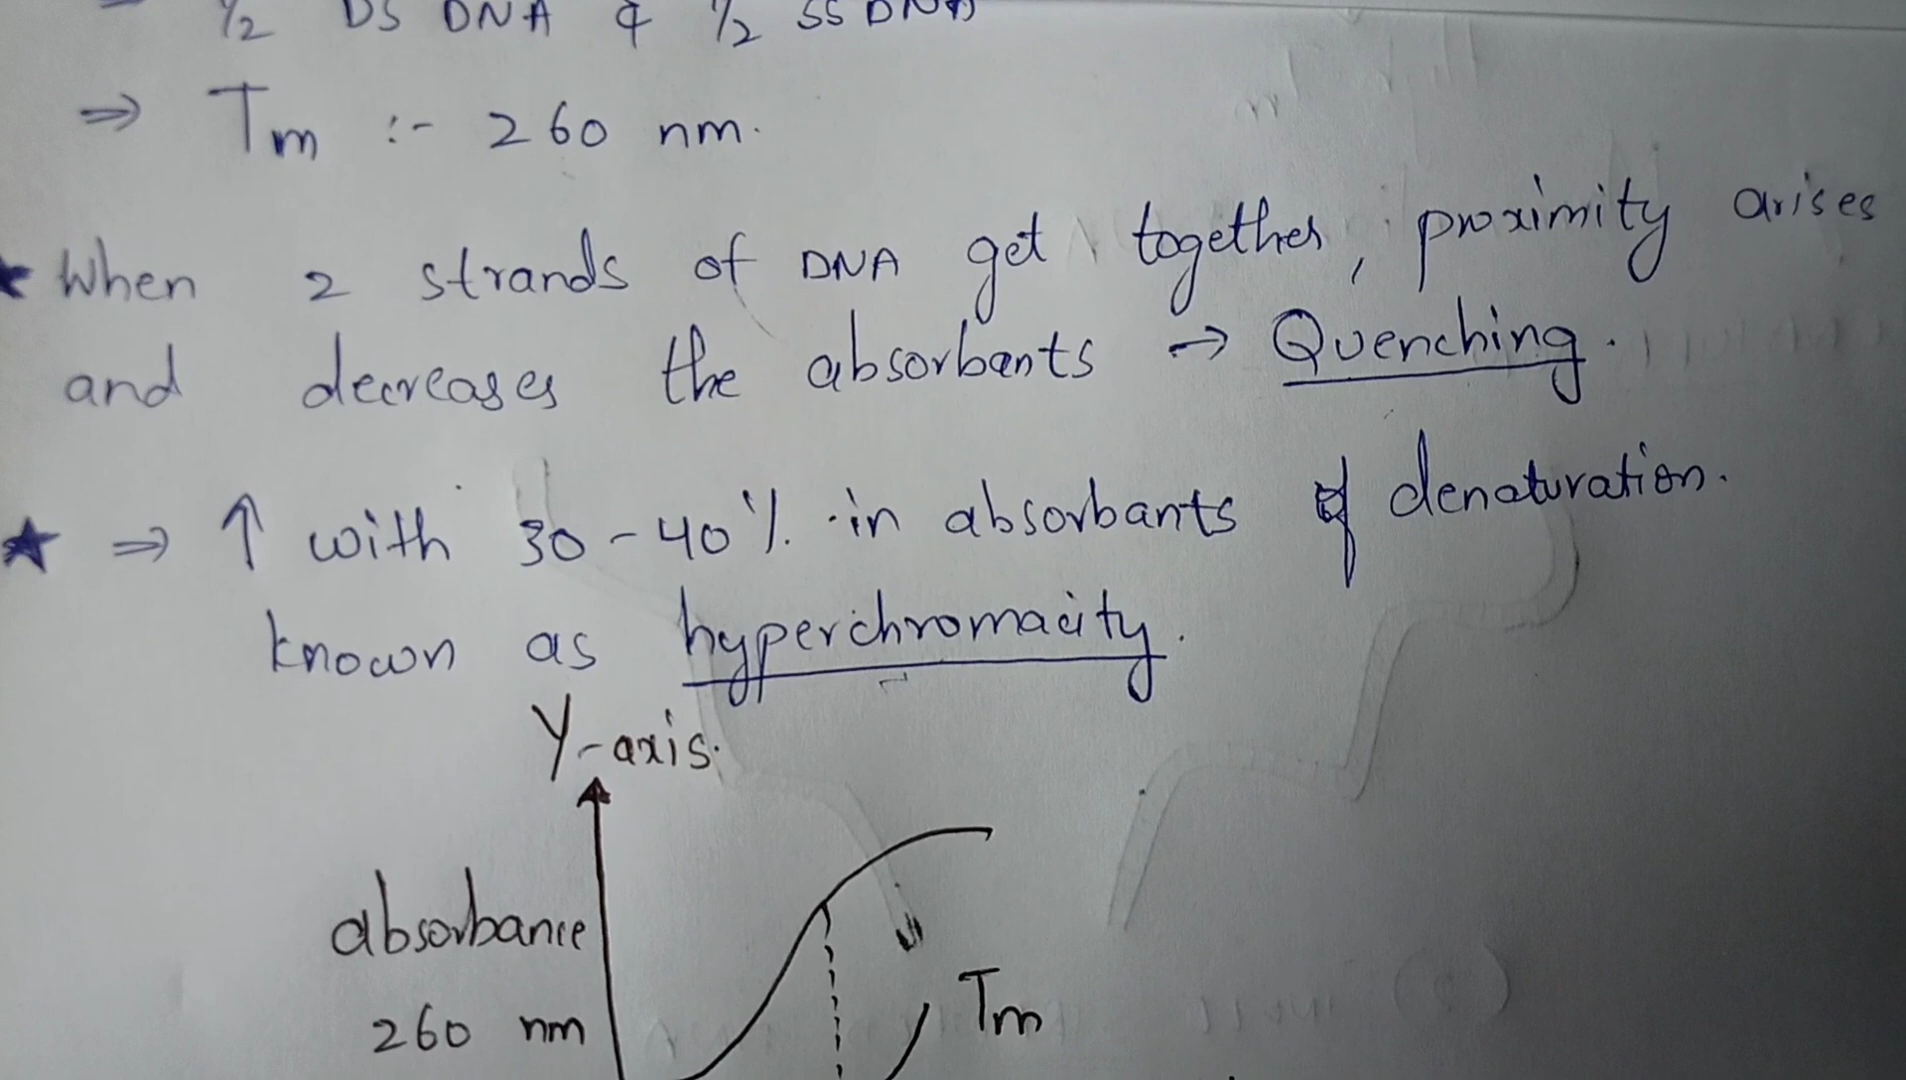 1/2 DS DNA & 1/2 SS DNA
⇒ Tm :- 260 nm.
★ When 2 strands of DNA get together, proximity arises
and decreases the absorbants → Quenching.
★ ⇒ ↑ with 30-40% in absorbants of denaturation.
known as hyperchromacity.
Y-axis.
absorbance
260 nm
Tm